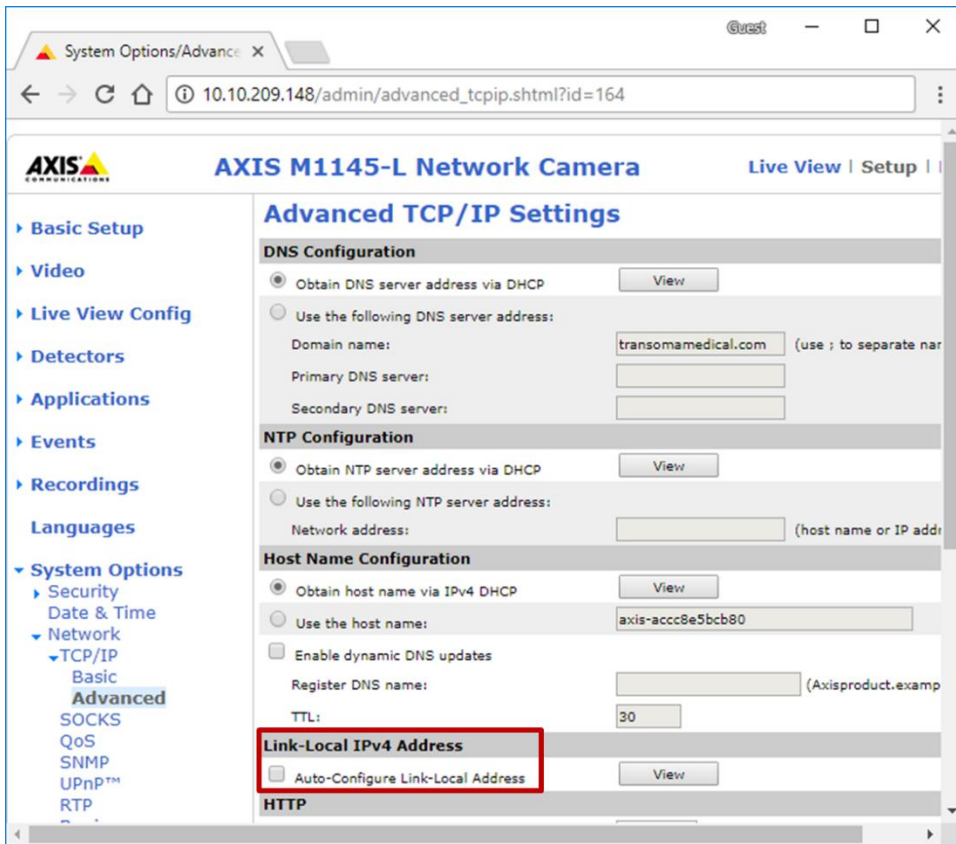 Guest
System Options/Advance
10.10.209.148/admin/advanced_tcpip.shtml?id=164
AXIS
COMMUNICATIONS
AXIS M1145-L Network Camera
Live View | Setup |
Basic Setup
Video
Live View Config
Detectors
Applications
Events
Recordings
Languages
System Options
Security
Date & Time
Network
TCP/IP
Basic
Advanced
SOCKS
QoS
SNMP
UPnP™
RTP
Advanced TCP/IP Settings
DNS Configuration
Obtain DNS server address via DHCP View
Use the following DNS server address:
Domain name: transomamedical.com (use ; to separate nar
Primary DNS server:
Secondary DNS server:
NTP Configuration
Obtain NTP server address via DHCP View
Use the following NTP server address:
Network address: (host name or IP addr
Host Name Configuration
Obtain host name via IPv4 DHCP View
Use the host name: axis-accc8e5bcb80
Enable dynamic DNS updates
Register DNS name: (Axisproduct.examp
TTL: 30
Link-Local IPv4 Address
Auto-Configure Link-Local Address View
HTTP